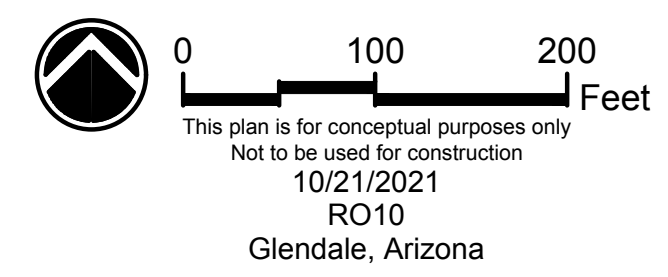 0 100 200
Feet
This plan is for conceptual purposes only
Not to be used for construction
10/21/2021
RO10
Glendale, Arizona